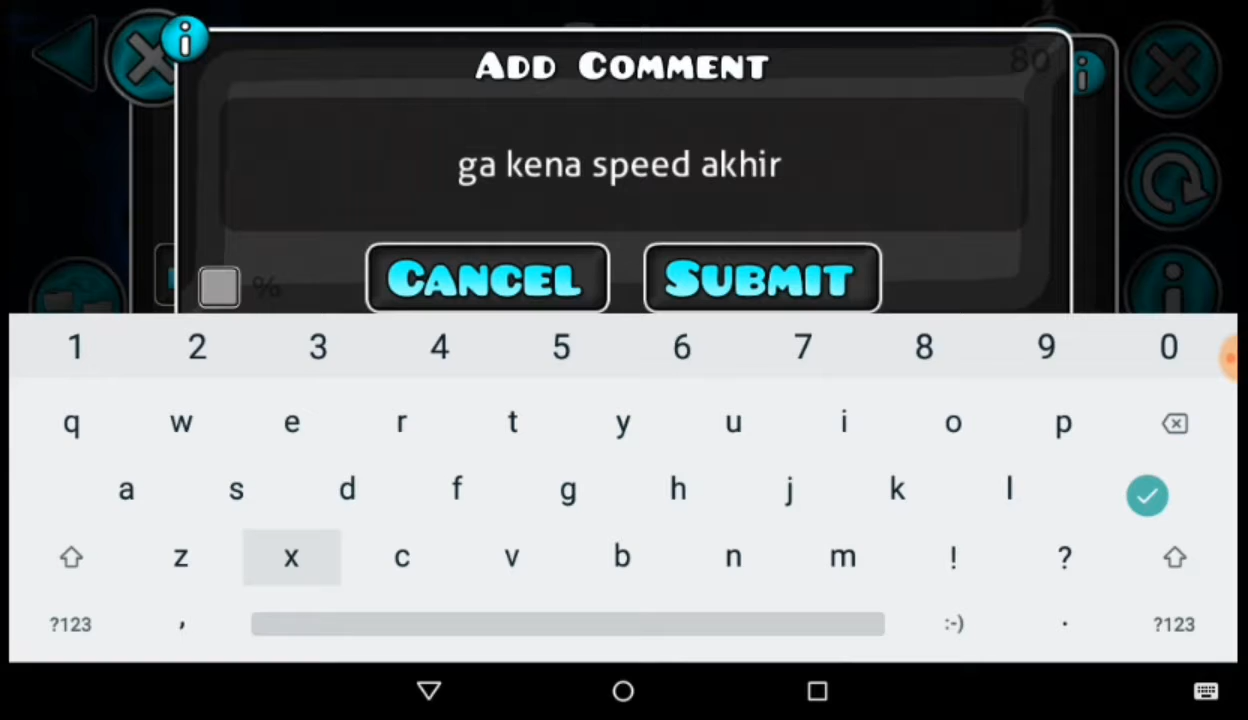 Add Comment
80
ga kena speed akhir
%
Cancel Submit
1 2 3 4 5 6 7 8 9 0
q w e r t y u i o p
a s d f g h j k l
z x c v b n m ! ?
?123 , :-) . ?123